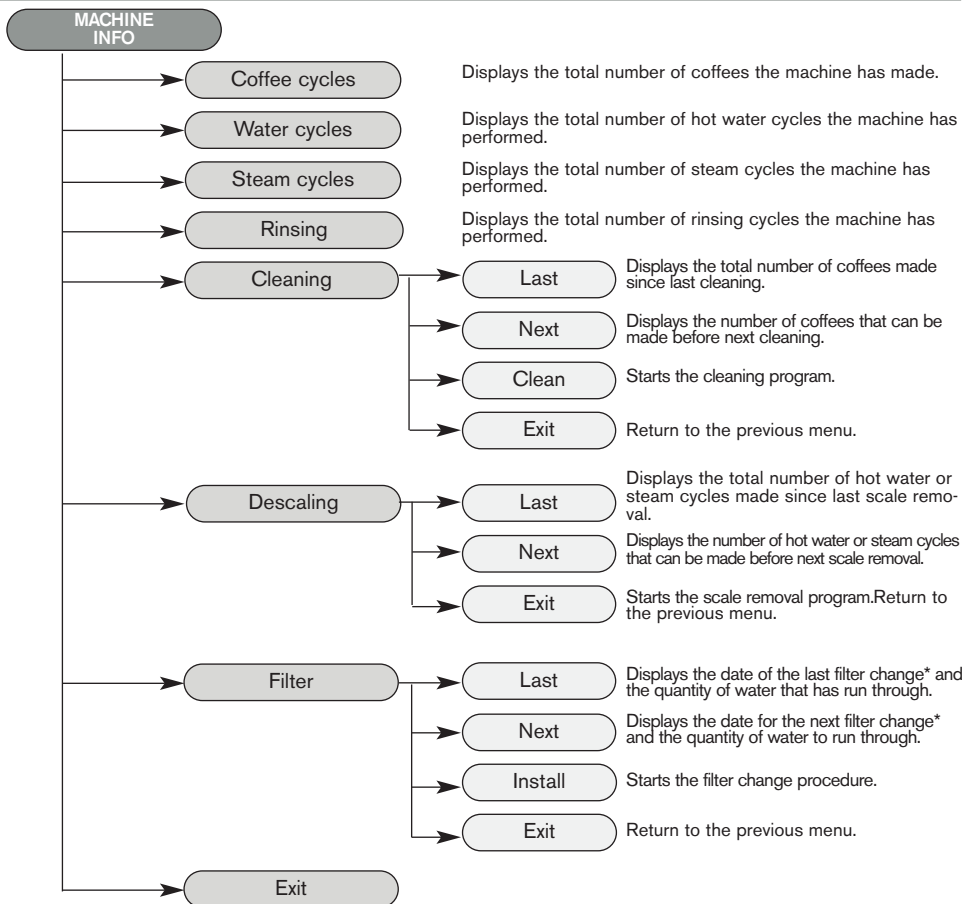 MACHINE
INFO
Coffee cycles
Displays the total number of coffees the machine has made.
Water cycles
Displays the total number of hot water cycles the machine has
performed.
Steam cycles
Displays the total number of steam cycles the machine has
performed.
Rinsing
Displays the total number of rinsing cycles the machine has
performed.
Cleaning
Last
Displays the total number of coffees made
since last cleaning.
Next
Displays the number of coffees that can be
made before next cleaning.
Clean
Starts the cleaning program.
Exit
Return to the previous menu.
Descaling
Last
Displays the total number of hot water or
steam cycles made since last scale remo-
val.
Next
Displays the number of hot water or steam cycles
that can be made before next scale removal.
Exit
Starts the scale removal program.Return to
the previous menu.
Filter
Last
Displays the date of the last filter change* and
the quantity of water that has run through.
Next
Displays the date for the next filter change*
and the quantity of water to run through.
Install
Starts the filter change procedure.
Exit
Return to the previous menu.
Exit